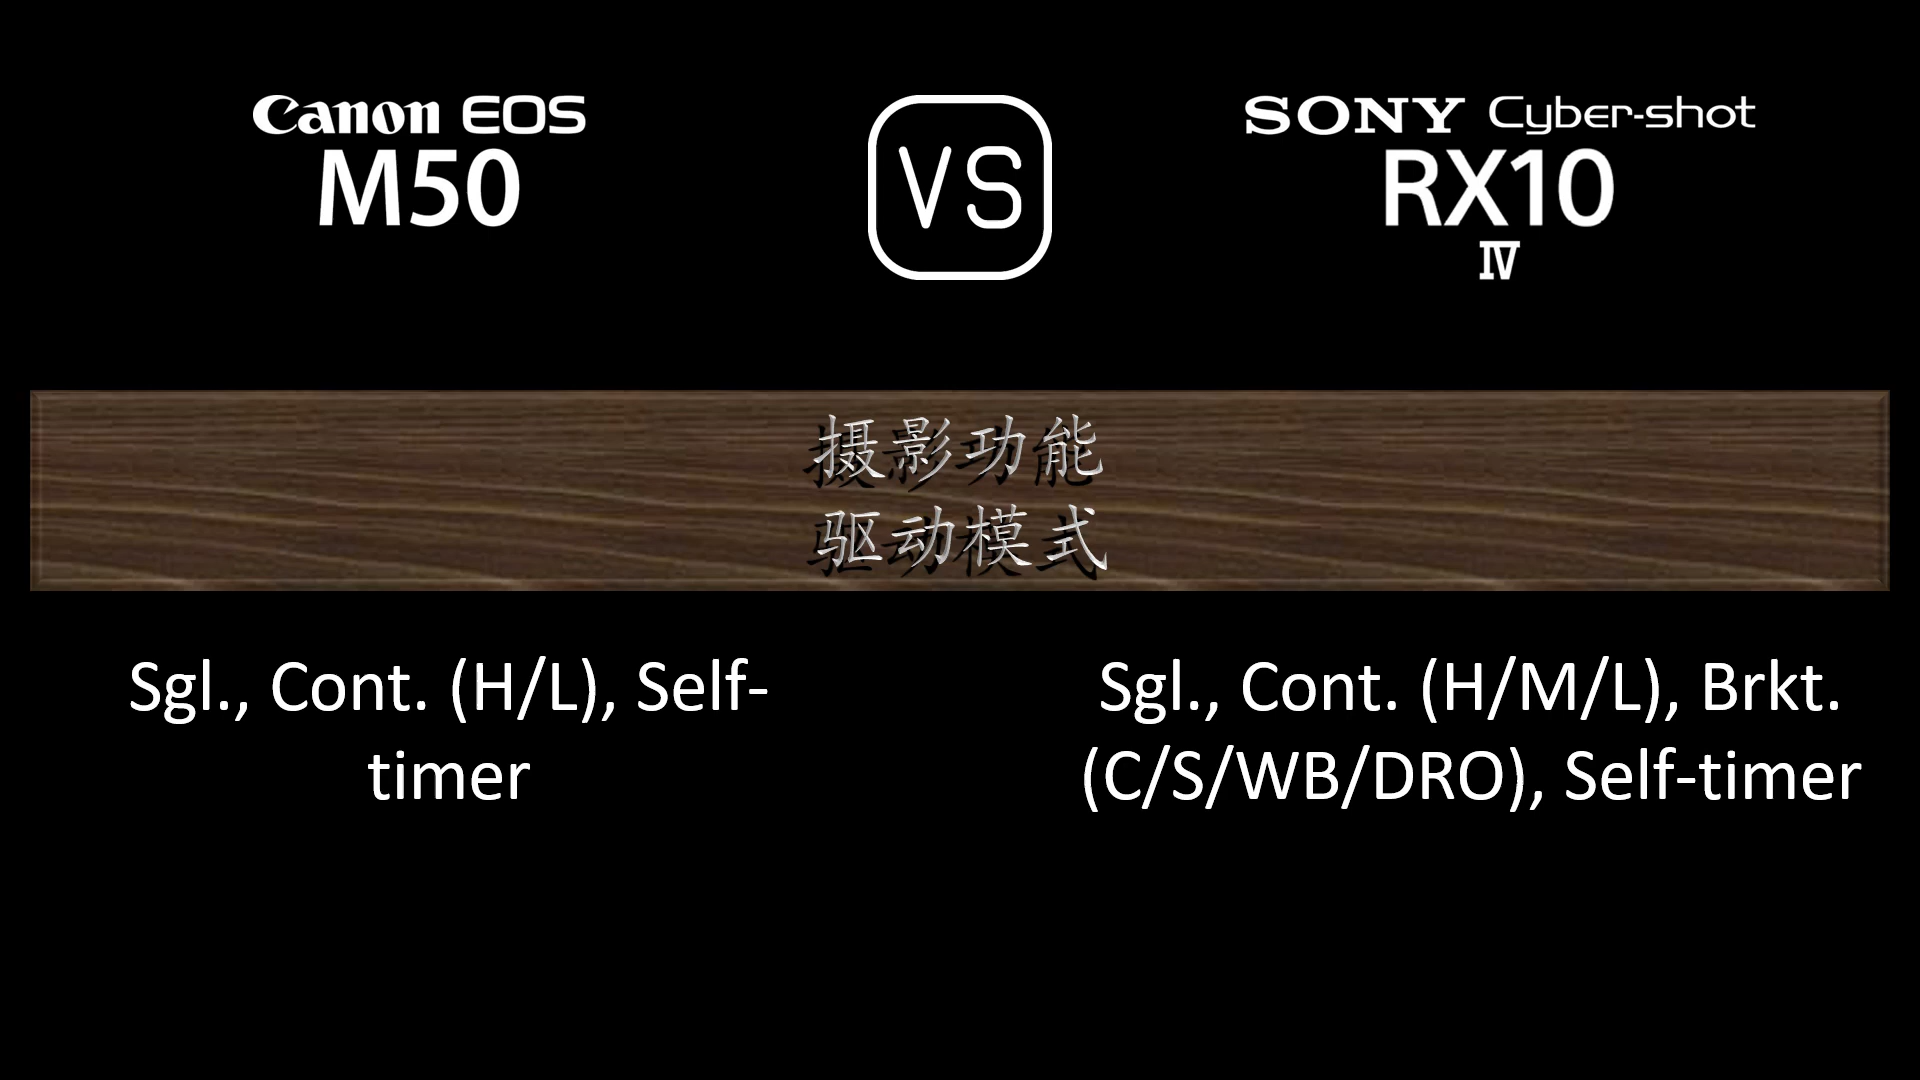 Canon EOS
M50
VS
SONY Cyber-shot
RX10
IV
摄影功能
驱动模式
Sgl., Cont. (H/L), Self-
timer
Sgl., Cont. (H/M/L), Brkt.
(C/S/WB/DRO), Self-timer